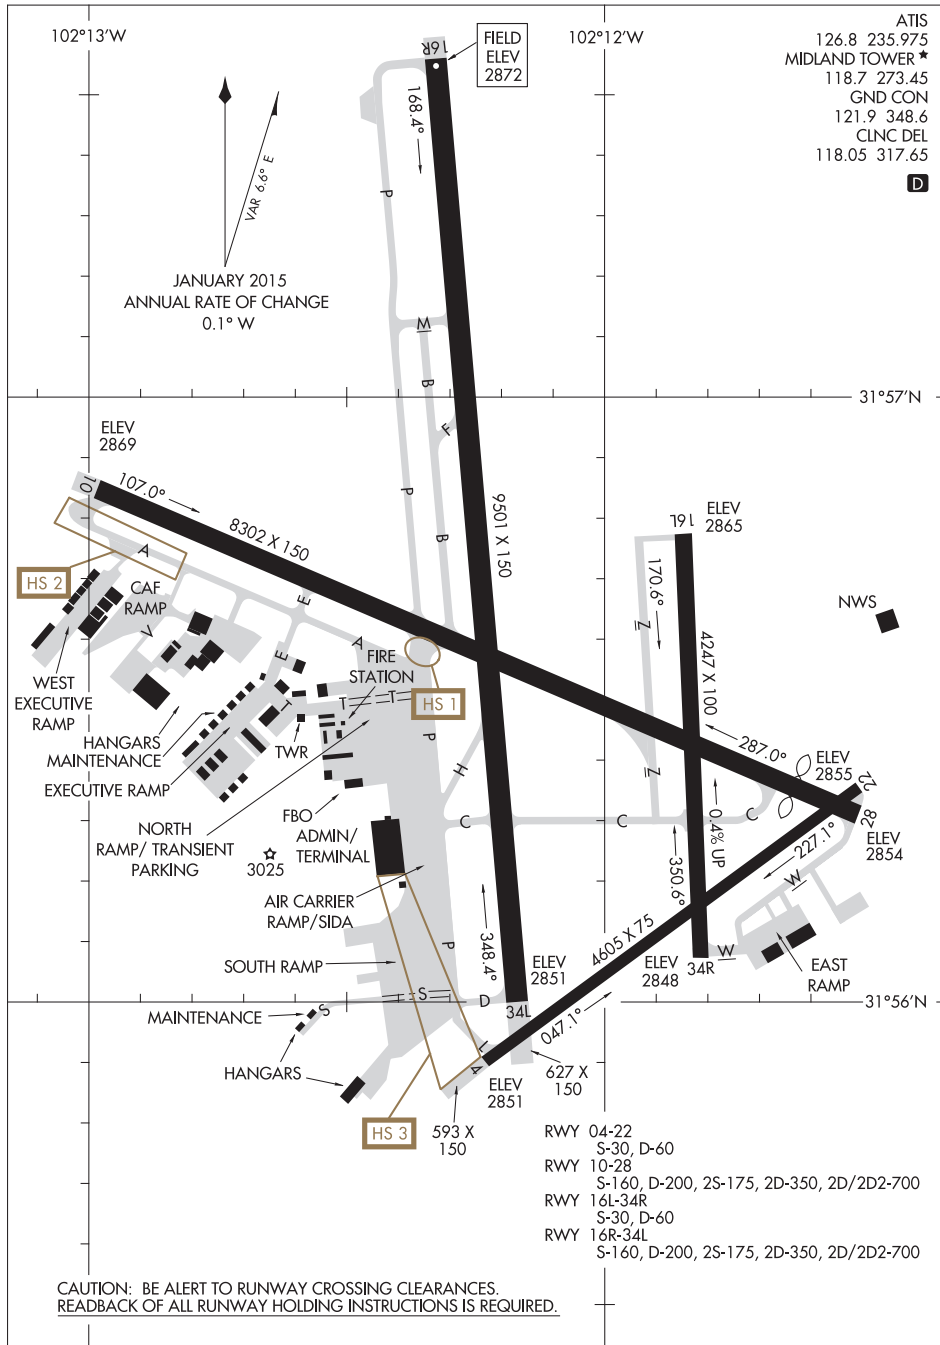 102°13'W
102°12'W
ATIS
126.8 235.975
MIDLAND TOWER ★
118.7 273.45
GND CON
121.9 348.6
CLNC DEL
118.05 317.65
D
16R
FIELD
ELEV
2872
168.4°
VAR 6.6° E
JANUARY 2015
ANNUAL RATE OF CHANGE
0.1° W
P
M
B
F
31°57'N
ELEV
2869
10
107.0°
8302 X 150
P
B
9501 X 150
16L
ELEV
2865
170.6°
Z
4247 X 100
NWS
HS 2
A
CAF
RAMP
V
E
A
E
FIRE
STATION
HS 1
T
T
T
TWR
WEST
EXECUTIVE
RAMP
HANGARS
MAINTENANCE
EXECUTIVE RAMP
P
H
Z
287.0°
ELEV
2855
22
28
ELEV
2854
NORTH
RAMP/ TRANSIENT
PARKING
3025
FBO
ADMIN/
TERMINAL
C
C
C
0.4% UP
350.6°
227.1°
W
AIR CARRIER
RAMP/SIDA
348.4°
4605 X 75
P
SOUTH RAMP
ELEV
2851
ELEV
2848
34R
W
EAST
RAMP
S
D
34L
31°56'N
MAINTENANCE
S
047.1°
HANGARS
L
4
ELEV
2851
627 X
150
HS 3
593 X
150
RWY 04-22
S-30, D-60
RWY 10-28
S-160, D-200, 2S-175, 2D-350, 2D/2D2-700
RWY 16L-34R
S-30, D-60
RWY 16R-34L
S-160, D-200, 2S-175, 2D-350, 2D/2D2-700
CAUTION: BE ALERT TO RUNWAY CROSSING CLEARANCES.
READBACK OF ALL RUNWAY HOLDING INSTRUCTIONS IS REQUIRED.